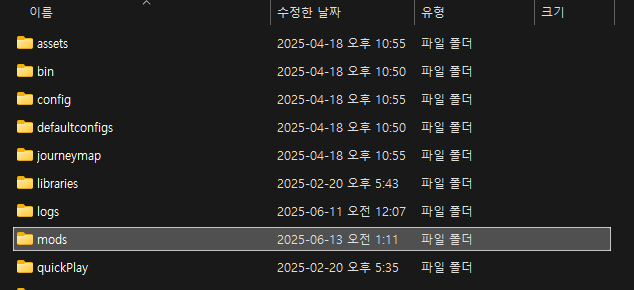 이름 수정한 날짜 유형 크기
assets 2025-04-18 오후 10:55 파일 폴더
bin 2025-04-18 오후 10:50 파일 폴더
config 2025-04-18 오후 10:55 파일 폴더
defaultconfigs 2025-04-18 오후 10:50 파일 폴더
journeymap 2025-04-18 오후 10:55 파일 폴더
libraries 2025-02-20 오후 5:43 파일 폴더
logs 2025-06-11 오전 12:07 파일 폴더
mods 2025-06-13 오전 1:11 파일 폴더
quickPlay 2025-02-20 오후 5:35 파일 폴더